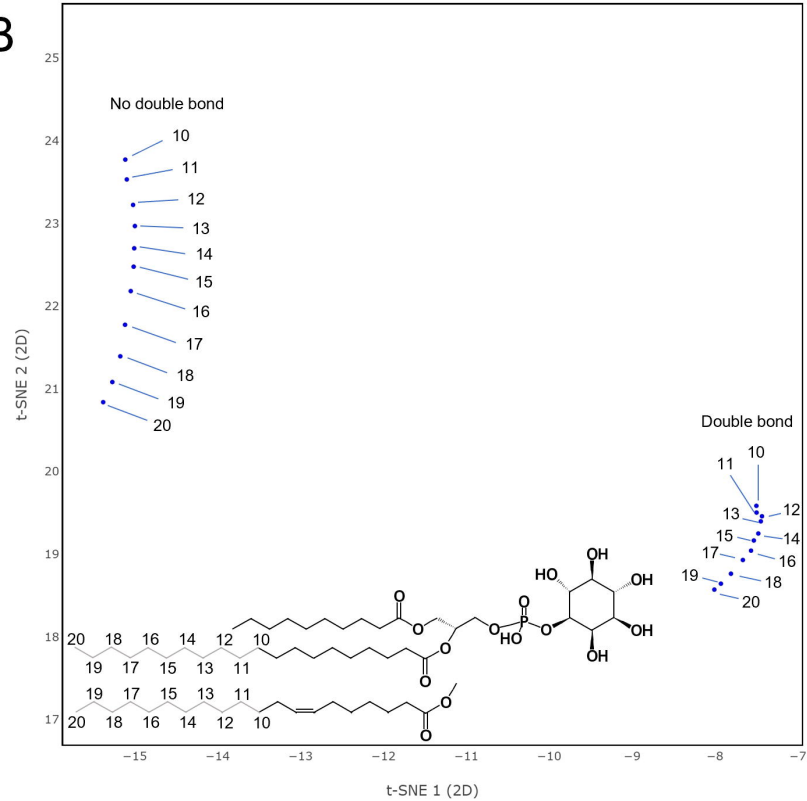 B
25
No double bond
24
10
11
12
23
13
14
15
22
16
17
18
21
19
20
t-SNE 2 (2D)
Double bond
10
11
20
13
12
15
14
19
17
16
19
18
20
OH
HO
OH
O
O
P
O
O
O
HO
OH
OH
18
20 18 16 14 12 10
O
19 17 15 13 11
O
19 17 15 13 11
O
17
20 18 16 14 12 10
O
−15 −14 −13 −12 −11 −10 −9 −8 −7
t-SNE 1 (2D)